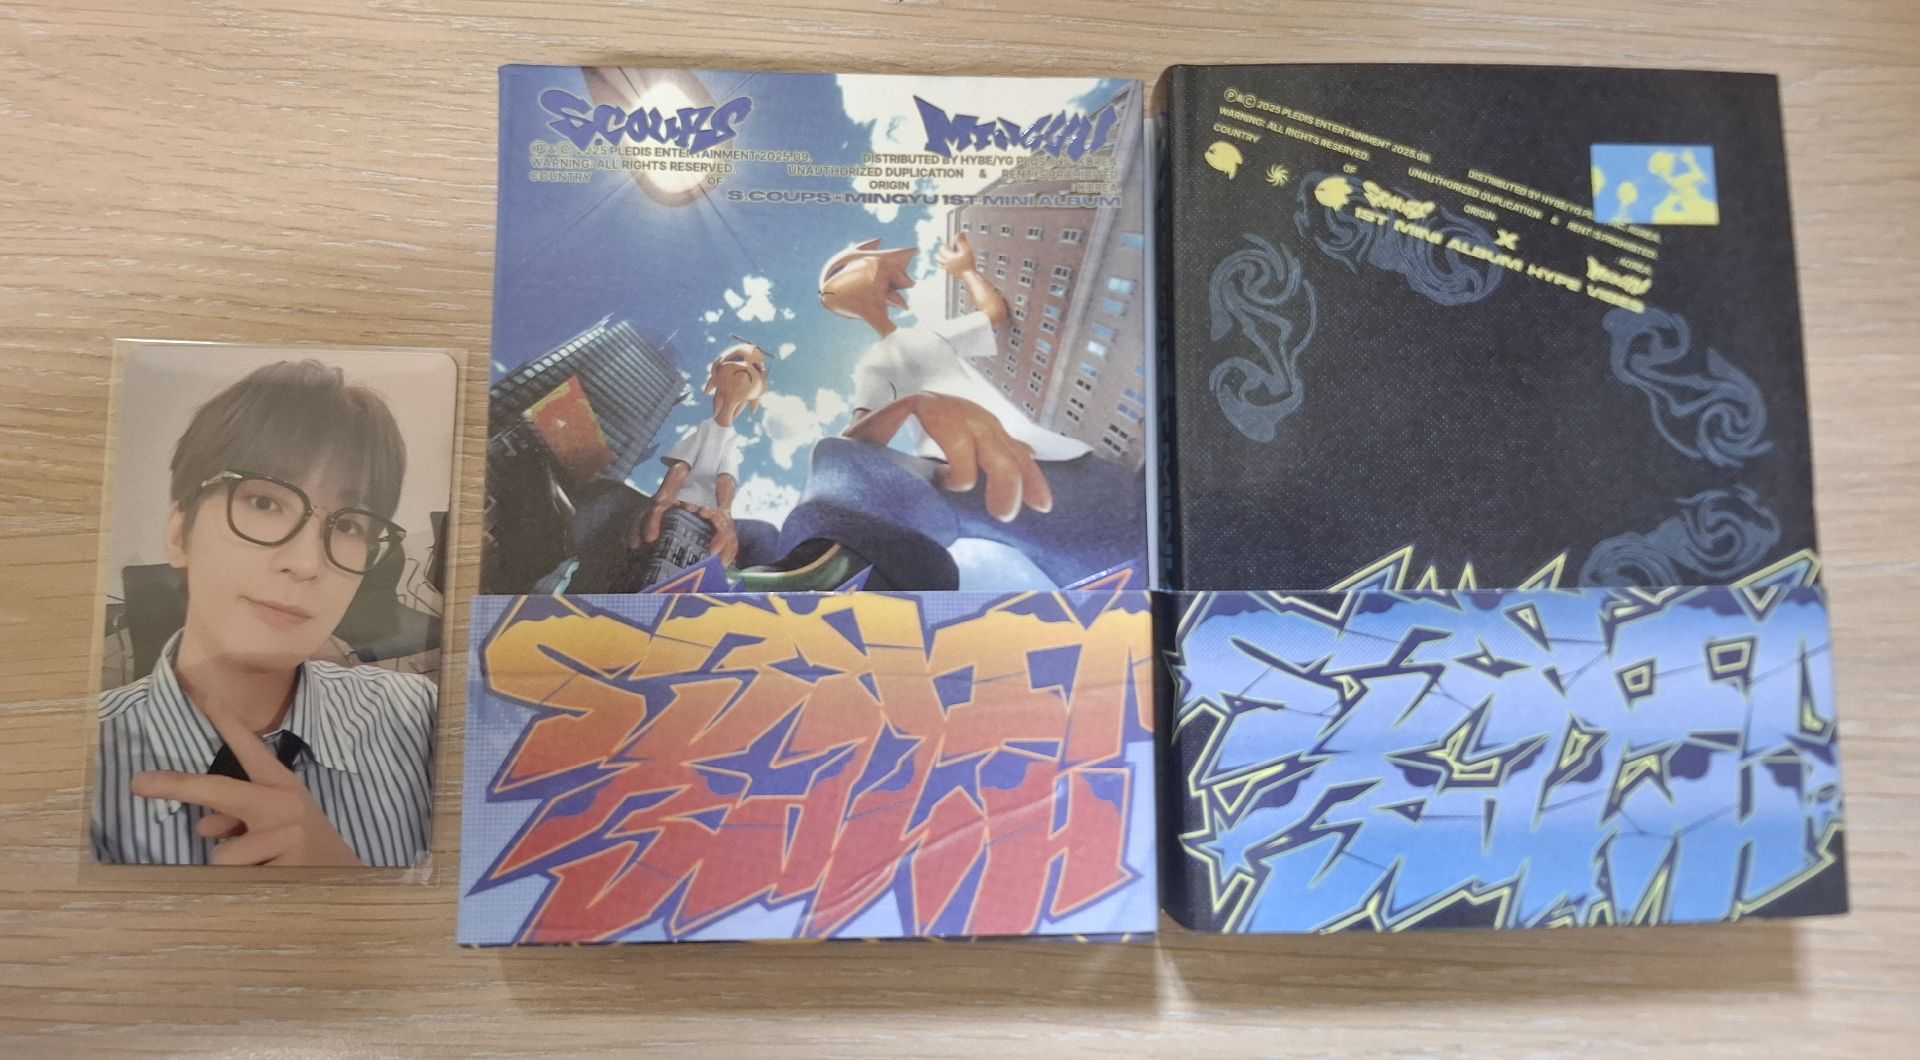 S.COUPS
MINGYU
Ⓟ & Ⓒ 2025 PLEDIS ENTERTAINMENT 2025.09.
WARNING: ALL RIGHTS RESERVED.
COUNTRY OF
DISTRIBUTED BY HYBE/YG PLUS, KOREA
UNAUTHORIZED DUPLICATION & RENT IS PROHIBITED
ORIGIN : KOREA
S.COUPS × MINGYU 1ST MINI ALBUM
Ⓟ & Ⓒ 2025 PLEDIS ENTERTAINMENT 2025.09.
WARNING: ALL RIGHTS RESERVED.
COUNTRY OF
DISTRIBUTED BY HYBE/YG KOREA.
UNAUTHORIZED DUPLICATION & RENT IS PROHIBITED.
ORIGIN : KOREA
S.COUPS X MINGYU
1ST MINI ALBUM HYPE VIBES